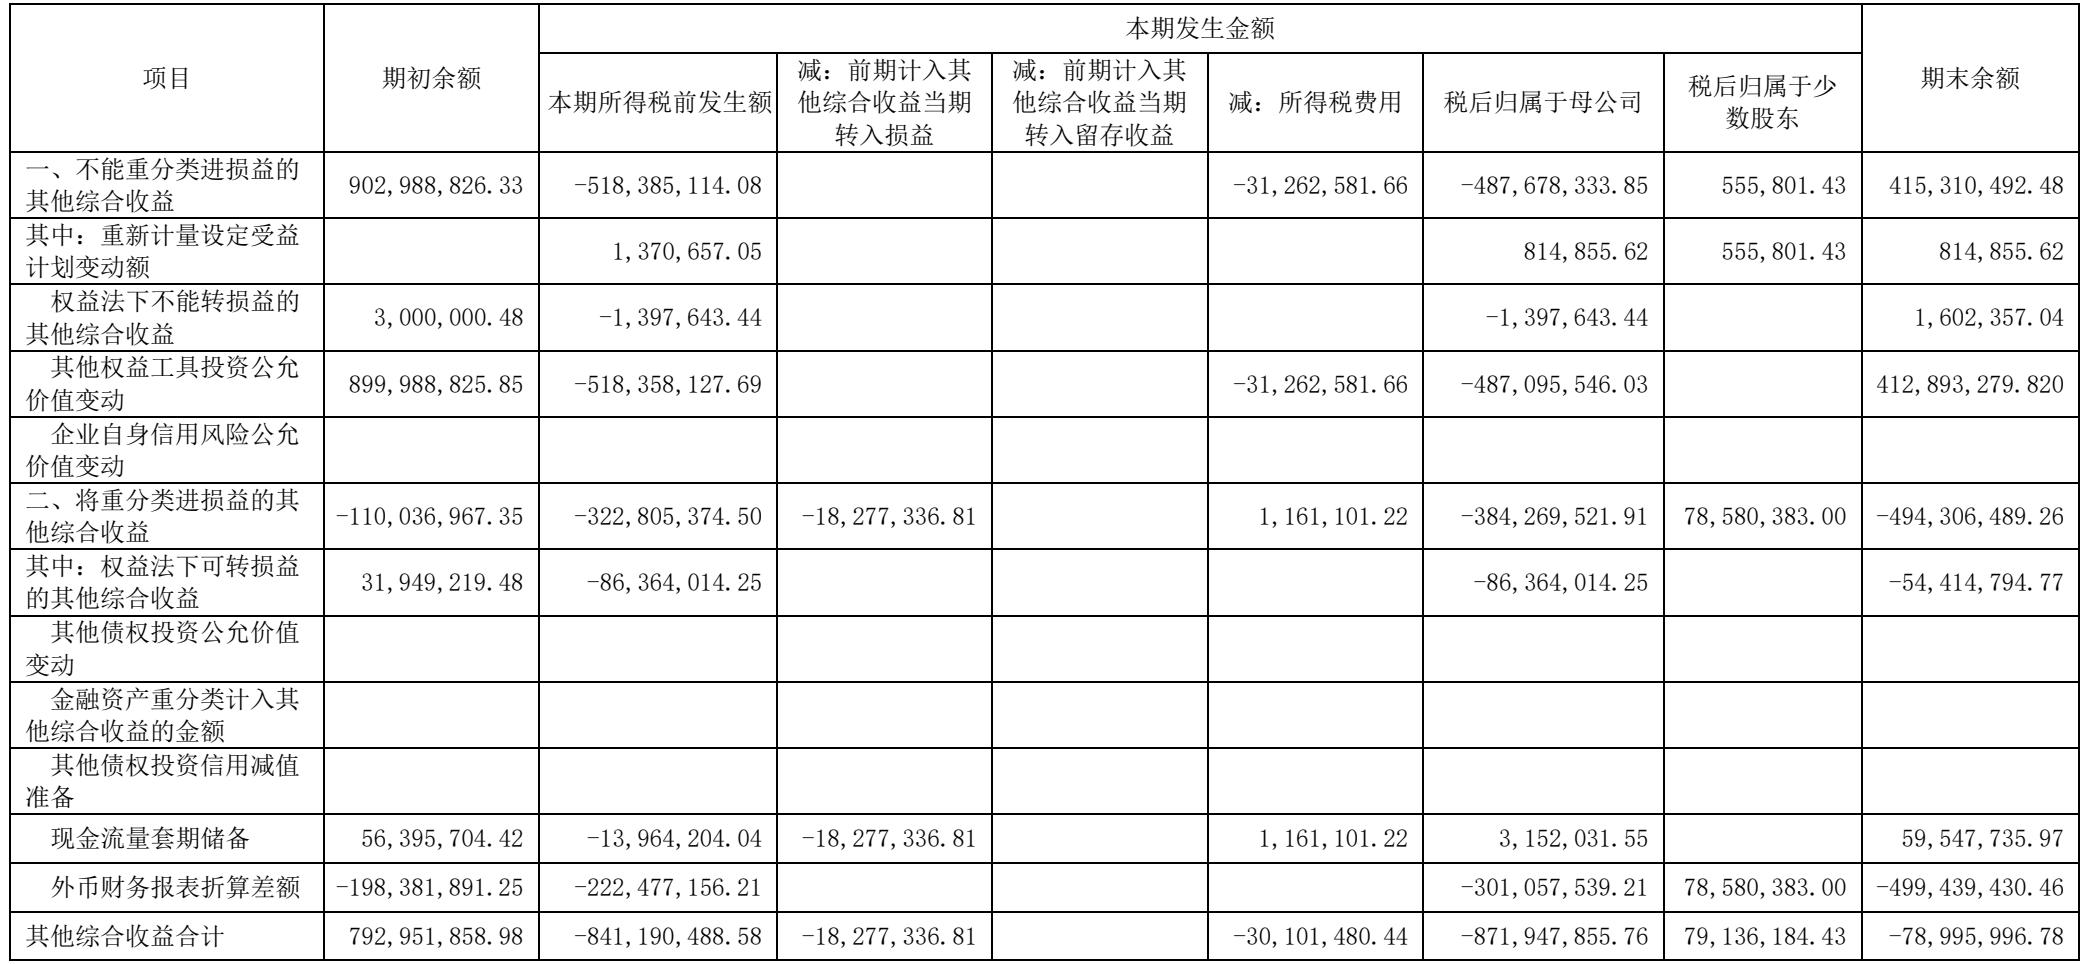 项目 期初余额 本期发生金额 期末余额
本期所得税前发生额 减：前期计入其他综合收益当期转入损益 减：前期计入其他综合收益当期转入留存收益 减：所得税费用 税后归属于母公司 税后归属于少数股东
一、不能重分类进损益的其他综合收益 902,988,826.33 -518,385,114.08 -31,262,581.66 -487,678,333.85 555,801.43 415,310,492.48
其中：重新计量设定受益计划变动额 1,370,657.05 814,855.62 555,801.43 814,855.62
权益法下不能转损益的其他综合收益 3,000,000.48 -1,397,643.44 -1,397,643.44 1,602,357.04
其他权益工具投资公允价值变动 899,988,825.85 -518,358,127.69 -31,262,581.66 -487,095,546.03 412,893,279.820
企业自身信用风险公允价值变动
二、将重分类进损益的其他综合收益 -110,036,967.35 -322,805,374.50 -18,277,336.81 1,161,101.22 -384,269,521.91 78,580,383.00 -494,306,489.26
其中：权益法下可转损益的其他综合收益 31,949,219.48 -86,364,014.25 -86,364,014.25 -54,414,794.77
其他债权投资公允价值变动
金融资产重分类计入其他综合收益的金额
其他债权投资信用减值准备
现金流量套期储备 56,395,704.42 -13,964,204.04 -18,277,336.81 1,161,101.22 3,152,031.55 59,547,735.97
外币财务报表折算差额 -198,381,891.25 -222,477,156.21 -301,057,539.21 78,580,383.00 -499,439,430.46
其他综合收益合计 792,951,858.98 -841,190,488.58 -18,277,336.81 -30,101,480.44 -871,947,855.76 79,136,184.43 -78,995,996.78